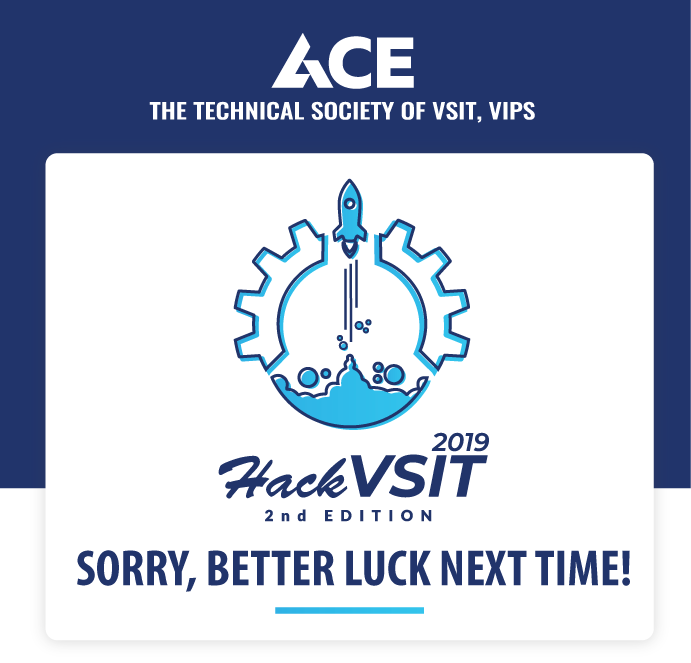 ACE
THE TECHNICAL SOCIETY OF VSIT, VIPS
2019
HackVSIT
2nd EDITION
SORRY, BETTER LUCK NEXT TIME!